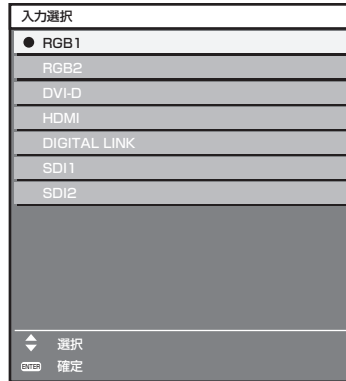 入力選択
RGB1
RGB2
DVI-D
HDMI
DIGITAL LINK
SDI1
SDI2
選択
ENTER 確定